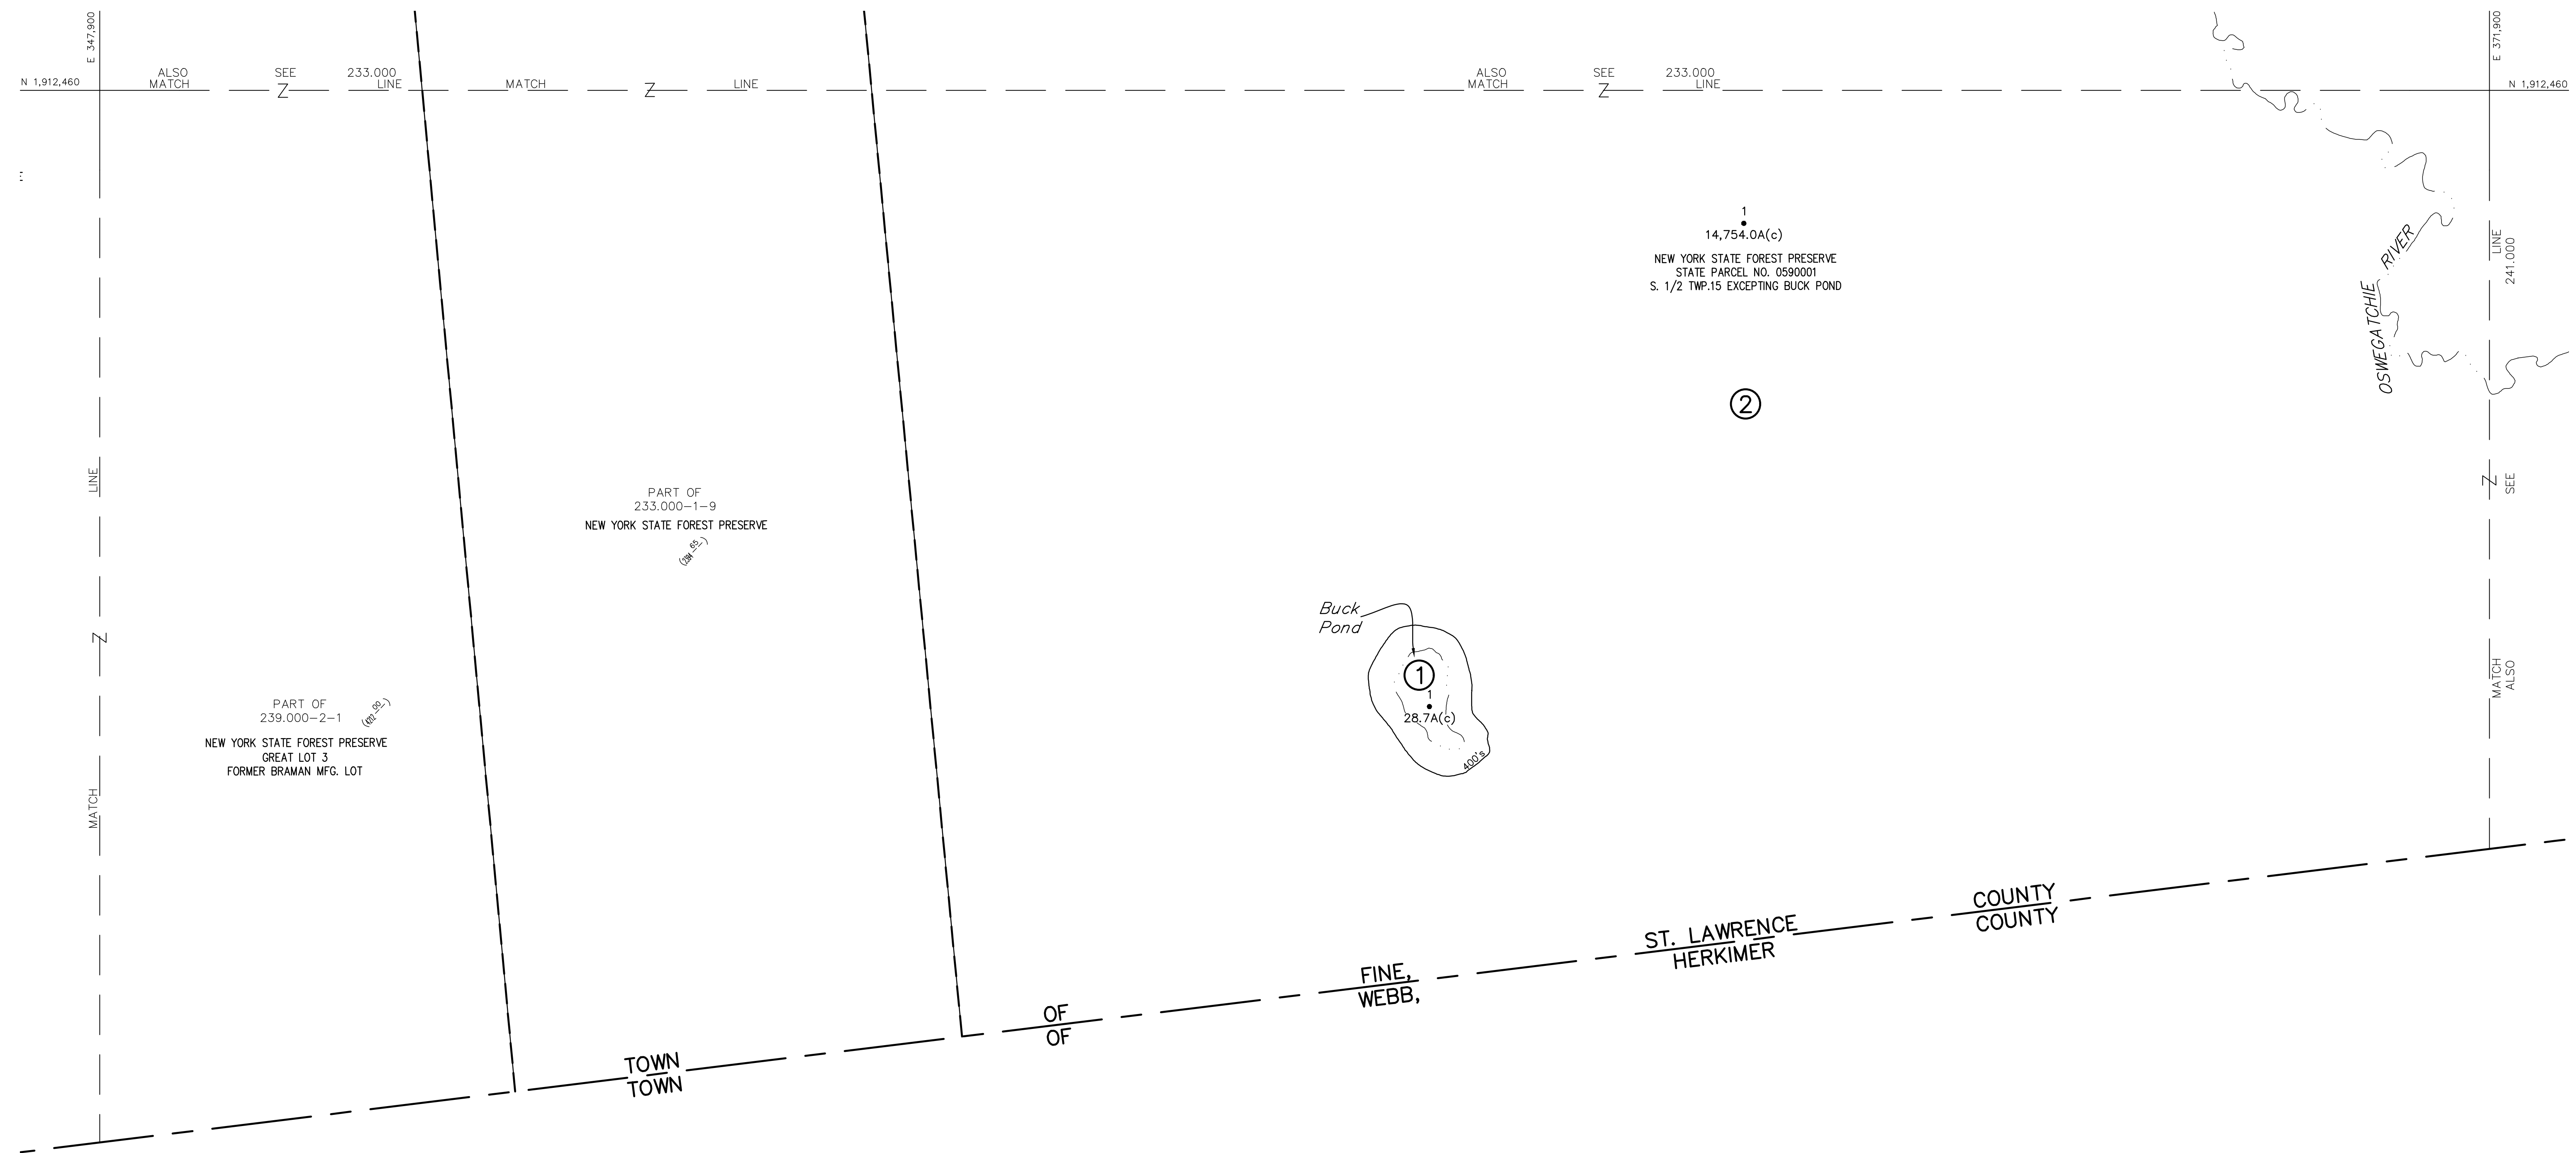 E 347,900
E 371,900
N 1,912,460
ALSO SEE 233.000
MATCH Z LINE
MATCH Z LINE
ALSO SEE 233.000
MATCH Z LINE
N 1,912,460
1
14,754.0A(c)
NEW YORK STATE FOREST PRESERVE
STATE PARCEL NO. 0590001
S. 1/2 TWP.15 EXCEPTING BUCK POND
2
OSWEGATCHIE RIVER
MATCH Z LINE
ALSO SEE 241.000
MATCH Z LINE
PART OF
233.000-1-9
NEW YORK STATE FOREST PRESERVE
Buck
Pond
1
1
28.7A(c)
400's
PART OF
239.000-2-1
NEW YORK STATE FOREST PRESERVE
GREAT LOT 3
FORMER BRAMAN MFG. LOT
TOWN OF FINE, ST. LAWRENCE COUNTY
TOWN OF WEBB, HERKIMER COUNTY